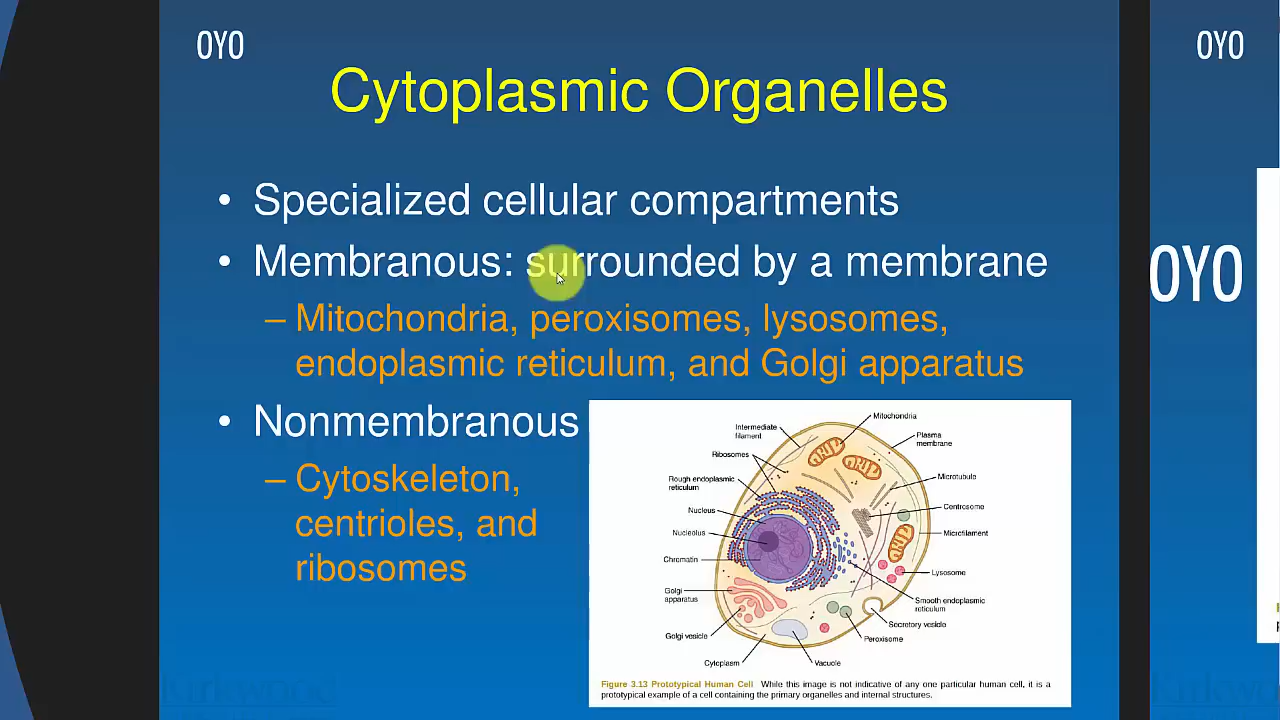 OYO
OYO
Cytoplasmic Organelles
• Specialized cellular compartments
• Membranous: surrounded by a membrane
OYO
– Mitochondria, peroxisomes, lysosomes,
endoplasmic reticulum, and Golgi apparatus
• Nonmembranous
– Cytoskeleton,
centrioles, and
ribosomes
Mitochondria
Intermediate
filament
Plasma
membrane
Ribosomes
Rough endoplasmic
reticulum
Microtubule
Nucleus
Centrosome
Nucleolus
Microfilament
Chromatin
Lysosome
Golgi
apparatus
Smooth endoplasmic
reticulum
Secretory vesicle
Golgi vesicle
Peroxisome
Cytoplasm
Vacuole
Figure 3.13 Prototypical Human Cell While this image is not indicative of any one particular human cell, it is a
prototypical example of a cell containing the primary organelles and internal structures.
Kirkwood